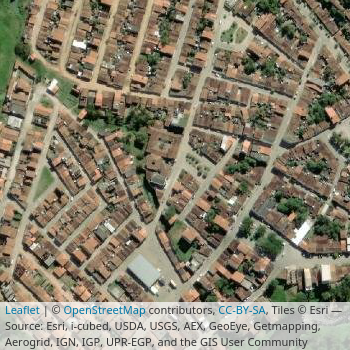 Leaflet | © OpenStreetMap contributors, CC-BY-SA, Tiles © Esri —
Source: Esri, i-cubed, USDA, USGS, AEX, GeoEye, Getmapping,
Aerogrid, IGN, IGP, UPR-EGP, and the GIS User Community